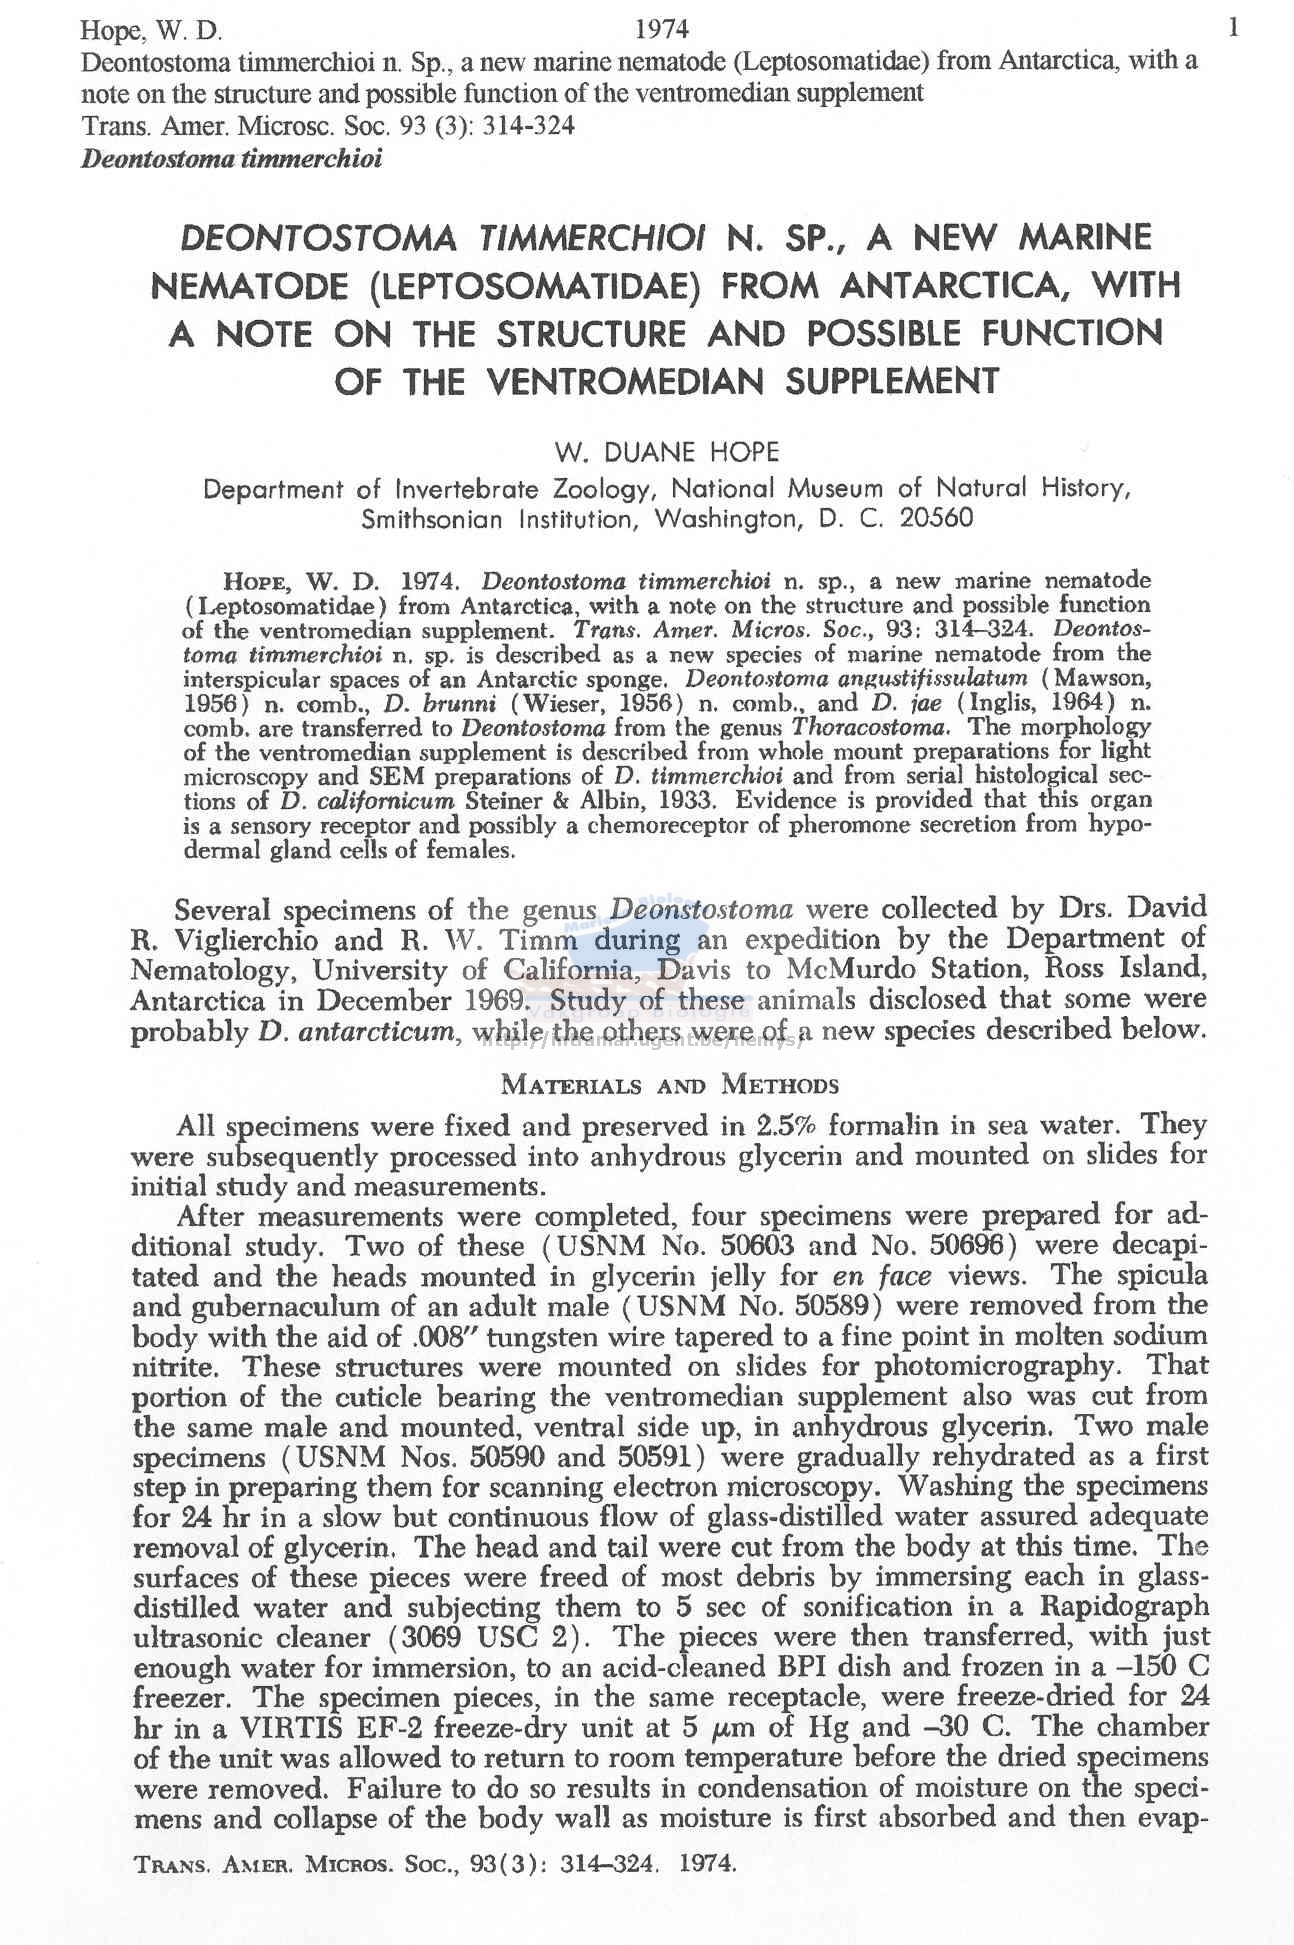 Hope, W. D. 1974 1
Deontostoma timmerchioi n. Sp., a new marine nematode (Leptosomatidae) from Antarctica, with a
note on the structure and possible function of the ventromedian supplement
Trans. Amer. Microsc. Soc. 93 (3): 314-324
Deontostoma timmerchioi
DEONTOSTOMA TIMMERCHIOI N. SP., A NEW MARINE
NEMATODE (LEPTOSOMATIDAE) FROM ANTARCTICA, WITH
A NOTE ON THE STRUCTURE AND POSSIBLE FUNCTION
OF THE VENTROMEDIAN SUPPLEMENT
W. DUANE HOPE
Department of Invertebrate Zoology, National Museum of Natural History,
Smithsonian Institution, Washington, D. C. 20560
HOPE, W. D. 1974. Deontostoma timmerchioi n. sp., a new marine nematode
(Leptosomatidae) from Antarctica, with a note on the structure and possible function
of the ventromedian supplement. Trans. Amer. Micros. Soc., 93: 314–324. Deontos-
toma timmerchioi n. sp. is described as a new species of marine nematode from the
interspicular spaces of an Antarctic sponge. Deontostoma angustifissulatum (Mawson,
1956) n. comb., D. brunni (Wieser, 1956) n. comb., and D. jae (Inglis, 1964) n.
comb. are transferred to Deontostoma from the genus Thoracostoma. The morphology
of the ventromedian supplement is described from whole mount preparations for light
microscopy and SEM preparations of D. timmerchioi and from serial histological sec-
tions of D. californicum Steiner & Albin, 1933. Evidence is provided that this organ
is a sensory receptor and possibly a chemoreceptor of pheromone secretion from hypo-
dermal gland cells of females.
Several specimens of the genus Deonstostoma were collected by Drs. David
R. Viglierchio and R. W. Timm during an expedition by the Department of
Nematology, University of California, Davis to McMurdo Station, Ross Island,
Antarctica in December 1969. Study of these animals disclosed that some were
probably D. antarcticum, while the others were of a new species described below.
MATERIALS AND METHODS
All specimens were fixed and preserved in 2.5% formalin in sea water. They
were subsequently processed into anhydrous glycerin and mounted on slides for
initial study and measurements.
After measurements were completed, four specimens were prepared for ad-
ditional study. Two of these (USNM No. 50603 and No. 50696) were decapi-
tated and the heads mounted in glycerin jelly for en face views. The spicula
and gubernaculum of an adult male (USNM No. 50589) were removed from the
body with the aid of .008″ tungsten wire tapered to a fine point in molten sodium
nitrite. These structures were mounted on slides for photomicrography. That
portion of the cuticle bearing the ventromedian supplement also was cut from
the same male and mounted, ventral side up, in anhydrous glycerin. Two male
specimens (USNM Nos. 50590 and 50591) were gradually rehydrated as a first
step in preparing them for scanning electron microscopy. Washing the specimens
for 24 hr in a slow but continuous flow of glass-distilled water assured adequate
removal of glycerin. The head and tail were cut from the body at this time. The
surfaces of these pieces were freed of most debris by immersing each in glass-
distilled water and subjecting them to 5 sec of sonification in a Rapidograph
ultrasonic cleaner (3069 USC 2). The pieces were then transferred, with just
enough water for immersion, to an acid-cleaned BPI dish and frozen in a –150 C
freezer. The specimen pieces, in the same receptacle, were freeze-dried for 24
hr in a VIRTIS EF-2 freeze-dry unit at 5 μm of Hg and –30 C. The chamber
of the unit was allowed to return to room temperature before the dried specimens
were removed. Failure to do so results in condensation of moisture on the speci-
mens and collapse of the body wall as moisture is first absorbed and then evap-
TRANS. AMER. MICROS. SOC., 93(3): 314–324. 1974.